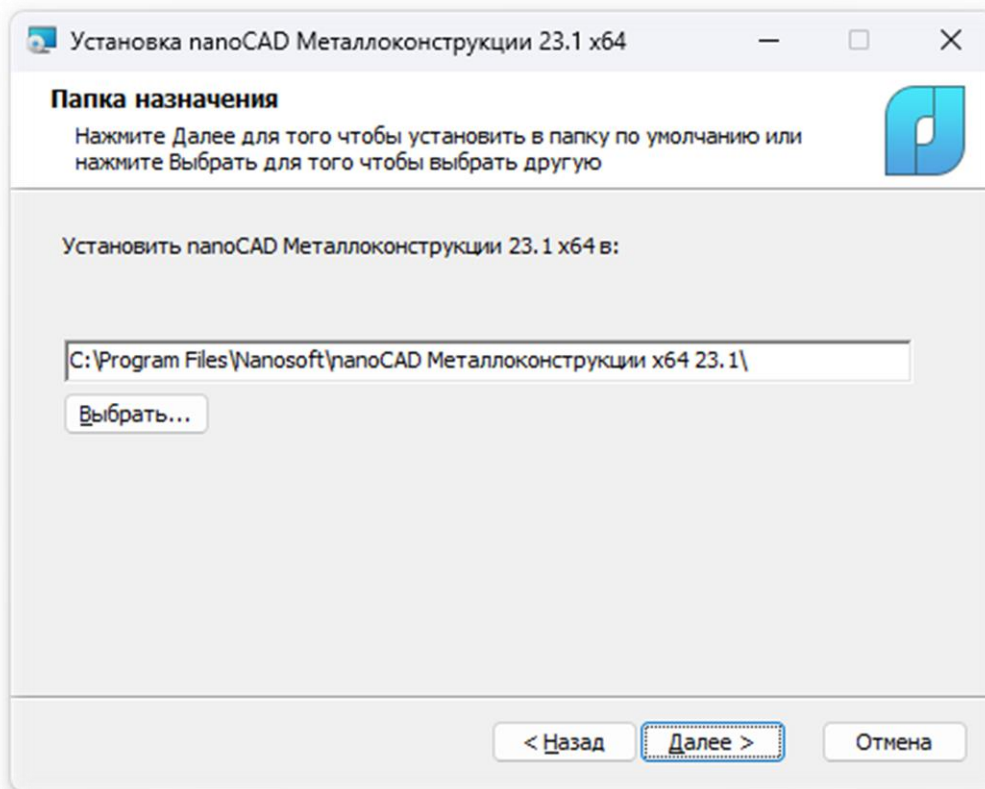 Установка nanoCAD Металлоконструкции 23.1 x64
Папка назначения
Нажмите Далее для того чтобы установить в папку по умолчанию или
нажмите Выбрать для того чтобы выбрать другую
Установить nanoCAD Металлоконструкции 23.1 x64 в:
C:\Program Files\Nanosoft\nanoCAD Металлоконструкции x64 23.1\
Выбрать...
< Назад
Далее >
Отмена